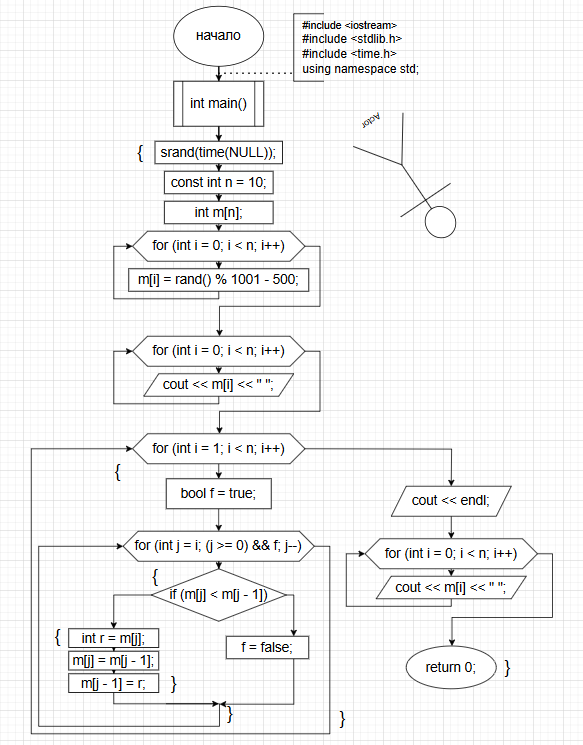 начало
#include <iostream>
#include <stdlib.h>
#include <time.h>
using namespace std;
int main()
Actor
{
srand(time(NULL));
const int n = 10;
int m[n];
for (int i = 0; i < n; i++)
m[i] = rand() % 1001 - 500;
for (int i = 0; i < n; i++)
cout << m[i] << " ";
for (int i = 1; i < n; i++)
{
bool f = true;
for (int j = i; (j >= 0) && f; j--)
{
if (m[j] < m[j - 1])
{
int r = m[j];
m[j] = m[j - 1];
m[j - 1] = r;
}
f = false;
}
}
cout << endl;
for (int i = 0; i < n; i++)
cout << m[i] << " ";
return 0;
}